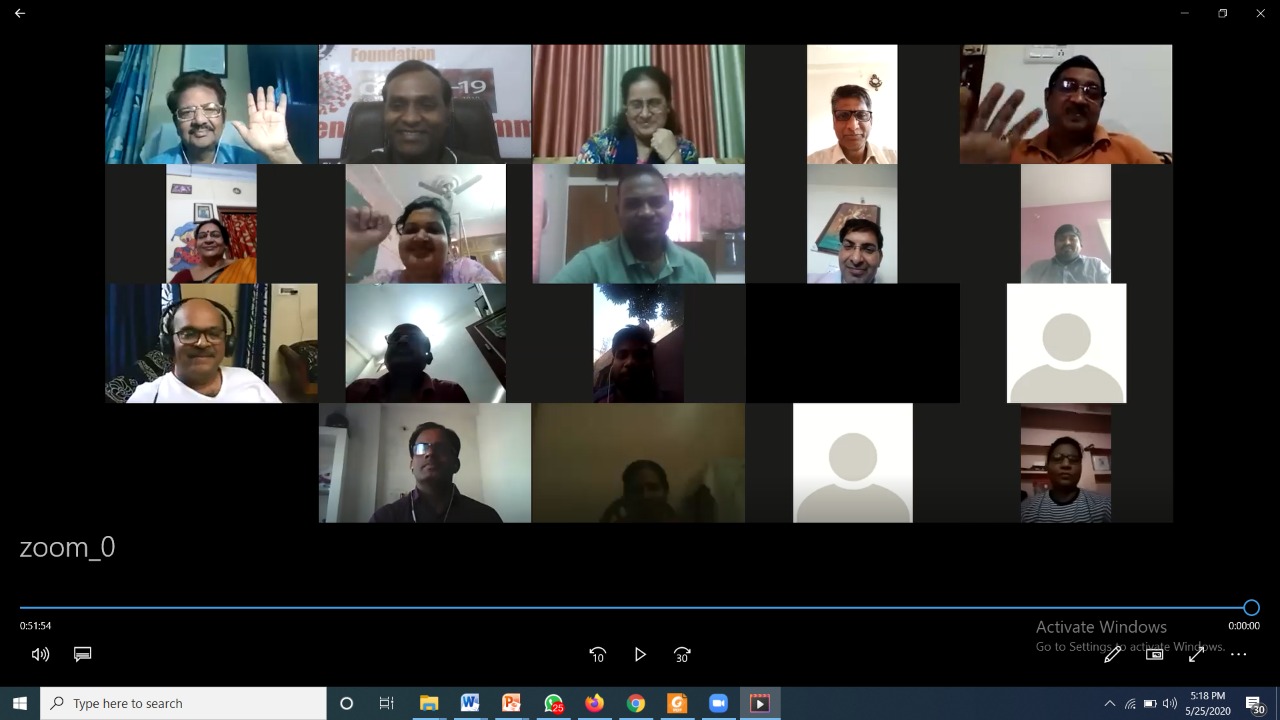 Foundation
-19
zoom_0
0:51:54
0:00:00
Activate Windows
Go to Settings to activate Windows.
10
30
Type here to search
25
5:18 PM
5/25/2020
30